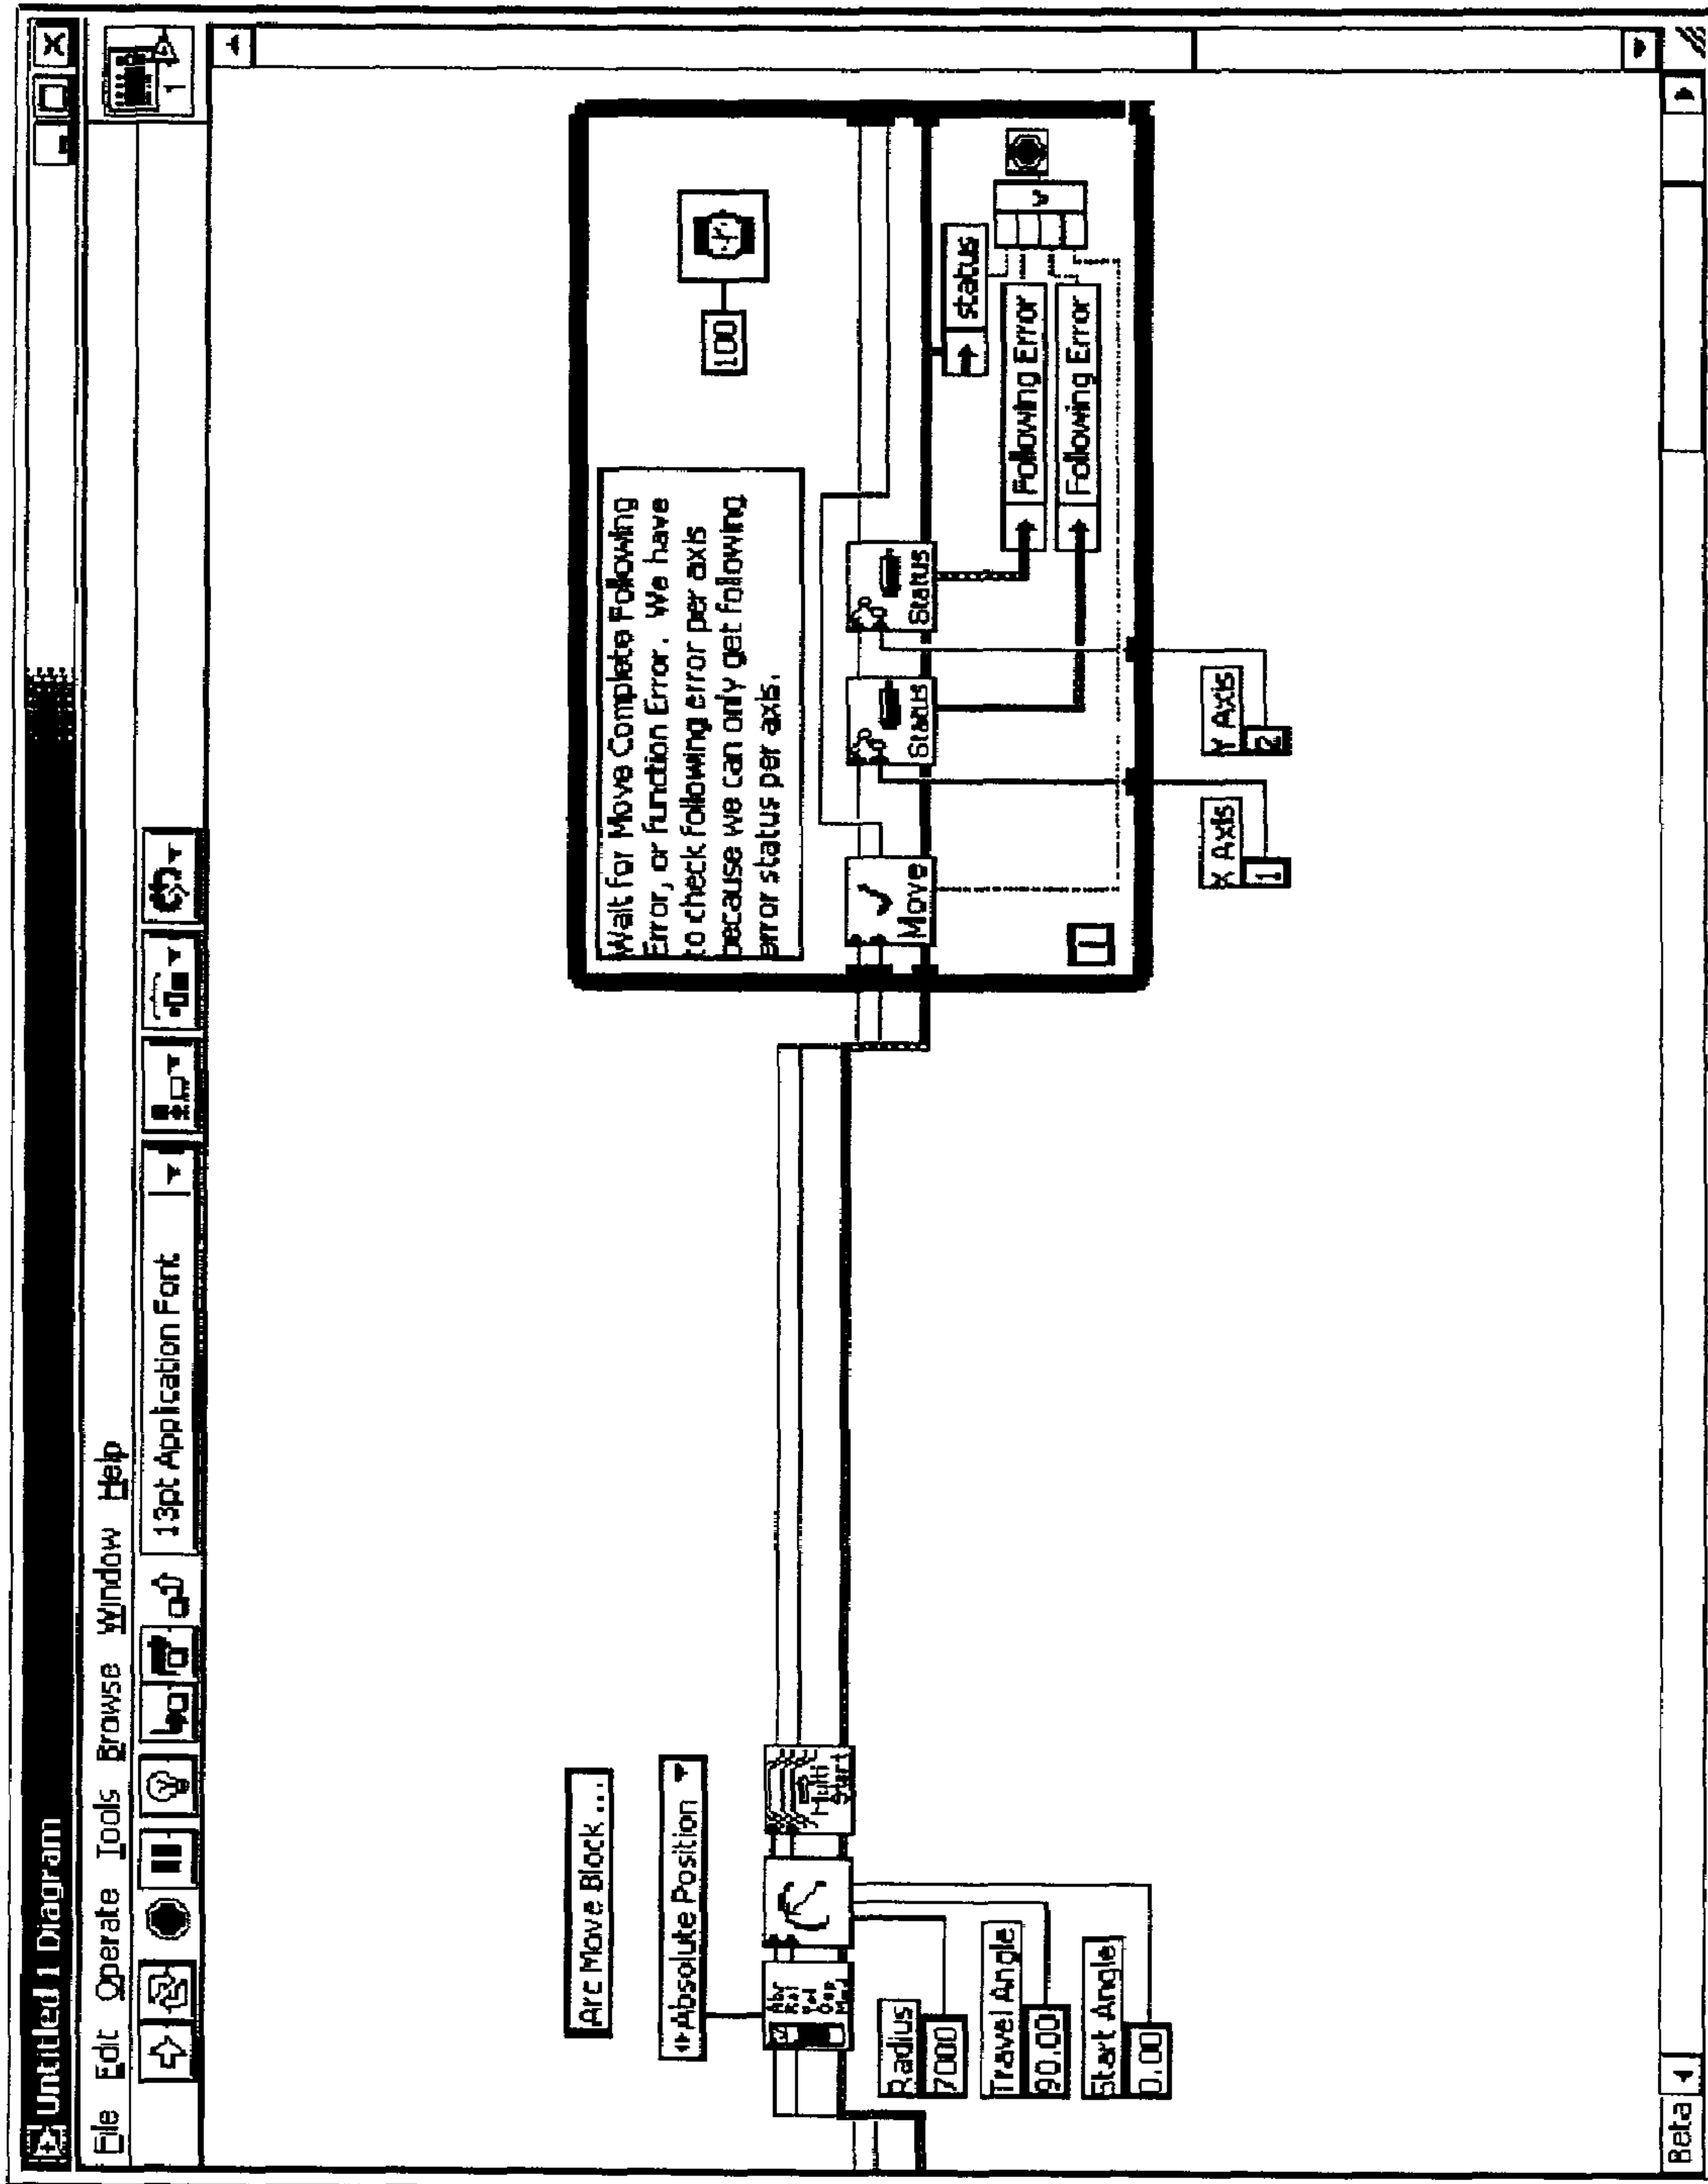 Untitled 1 Diagram
File Edit Operate Tools Browse Window Help
13pt Application Font
1
Arc Move Block ...
Absolute Position
Multi
Start
Radius
7000
Travel Angle
90.00
Start Angle
0.00
Wait for Move Complete Following
Error, or Function Error. We have
to check following error per axis
because we can only get following
error status per axis.
100
Move
Status
Status
status
Following Error
Following Error
i
X Axis
1
Y Axis
2
Beta